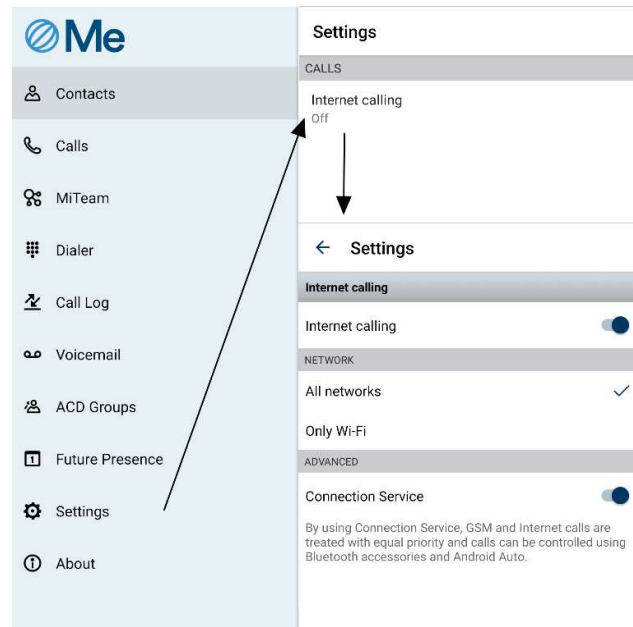 Me
Contacts
Calls
MiTeam
Dialer
Call Log
Voicemail
ACD Groups
1
Future Presence
Settings
About
Settings
CALLS
Internet calling
Off
Settings
Internet calling
Internet calling
NETWORK
All networks
Only Wi-Fi
ADVANCED
Connection Service
By using Connection Service, GSM and Internet calls are
treated with equal priority and calls can be controlled using
Bluetooth accessories and Android Auto.